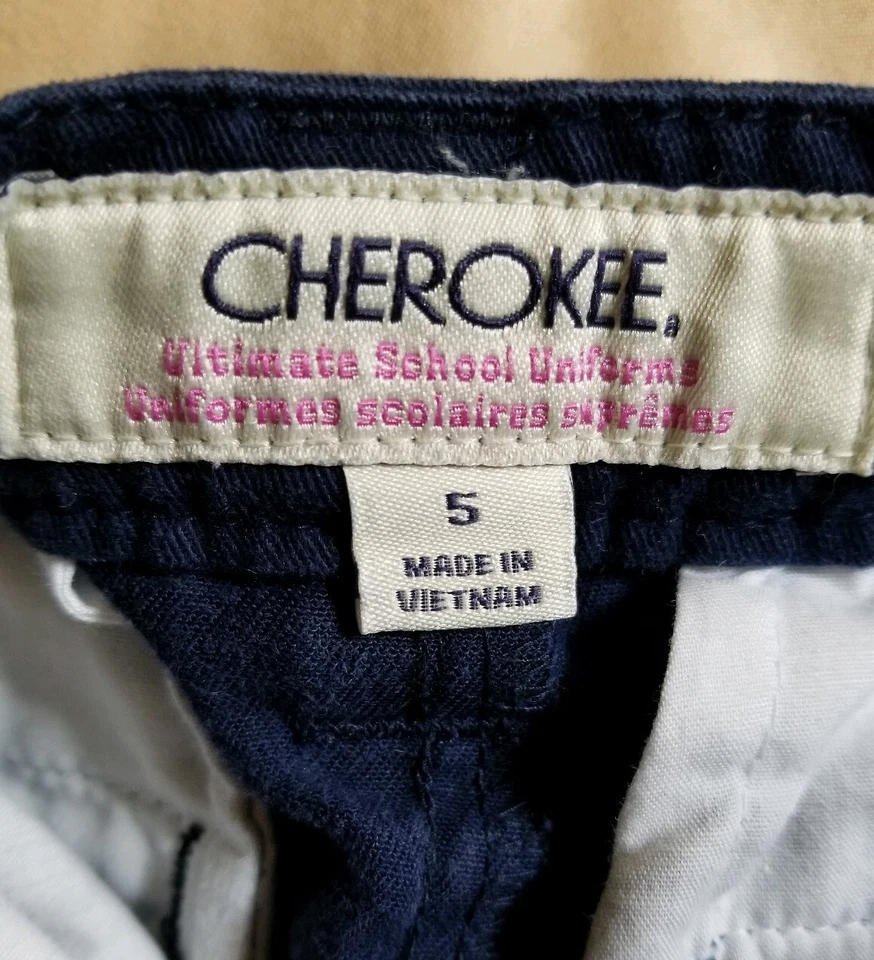 CHEROKEE
Ultimate School Uniforms
Uniformes scolaires suprêmes
5
MADE IN
VIETNAM